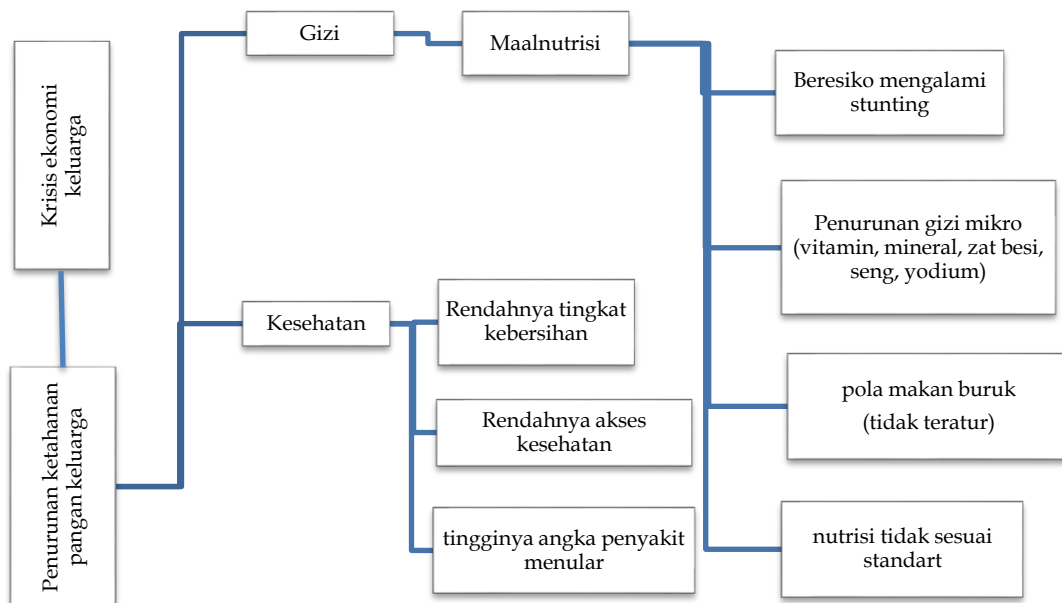 Krisis ekonomi
keluarga
Penurunan ketahanan
pangan keluarga
Gizi
Maalnutrisi
Beresiko mengalami
stunting
Penurunan gizi mikro
(vitamin, mineral, zat besi,
seng, yodium)
pola makan buruk
(tidak teratur)
nutrisi tidak sesuai
standart
Kesehatan
Rendahnya tingkat
kebersihan
Rendahnya akses
kesehatan
tingginya angka penyakit
menular